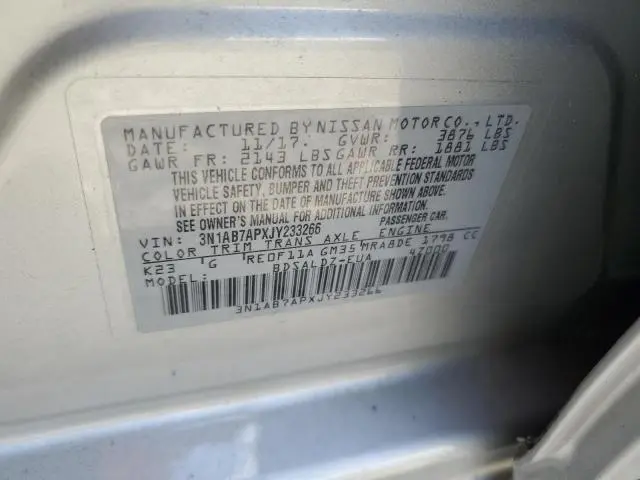 MANUFACTURED BY NISSAN MOTOR CO., LTD.
DATE: 11/17. GVWR: 3876 LBS
GAWR FR: 2143 LBS GAWR RR: 1881 LBS
THIS VEHICLE CONFORMS TO ALL APPLICABLE FEDERAL MOTOR
VEHICLE SAFETY, BUMPER AND THEFT PREVENTION STANDARDS
IN EFFECT ON THE DATE OF MANUFACTURE SHOWN ABOVE.
SEE OWNER'S MANUAL FOR ADDITIONAL INFORMATION.
VIN: 3N1AB7APXJY233266 PASSENGER CAR.
COLOR TRIM TRANS AXLE ENGINE
K23 G RE0F11A GM35 MRA8DE 1798 CC
MODEL: BDSALDZ-EUA 47000
3N1AB7APXJY233266